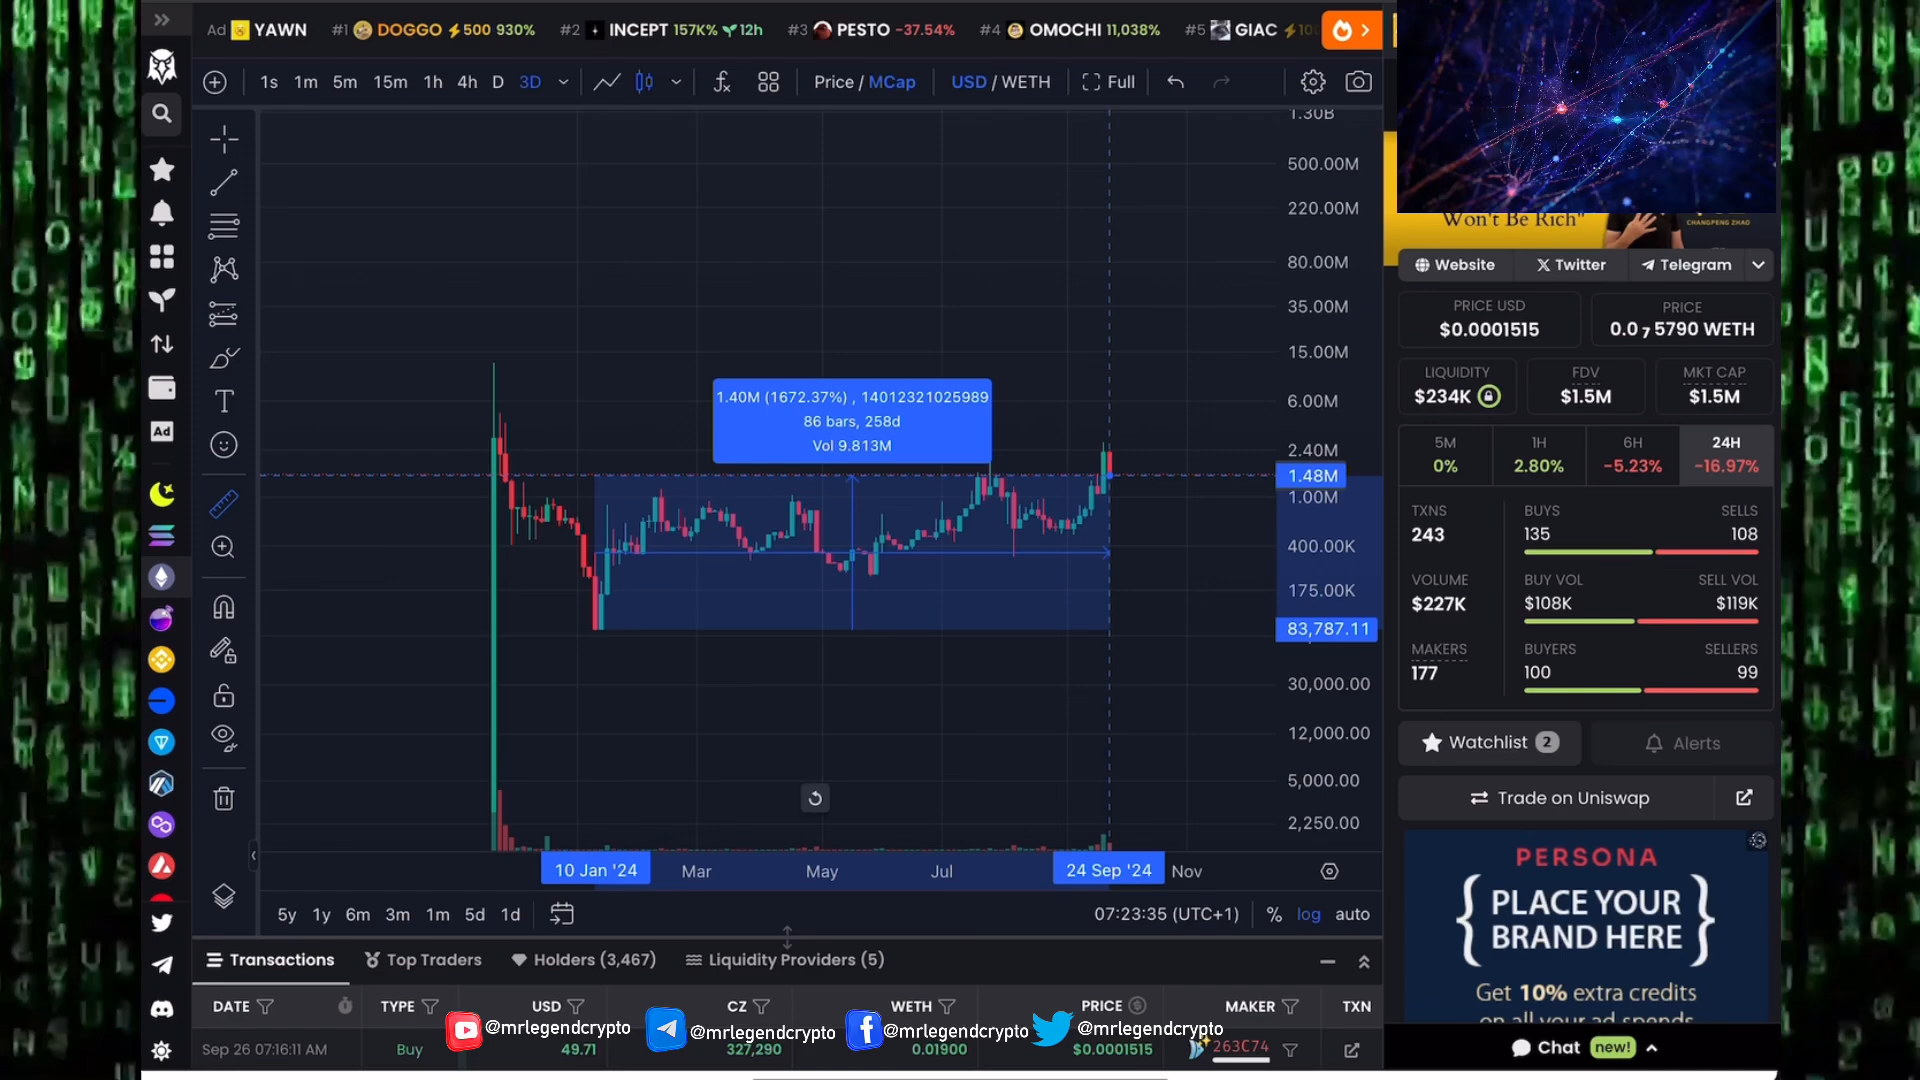 Ad YAWN #1 DOGGO 500 930% #2 INCEPT 157K% 12h #3 PESTO -37.54% #4 OMOCHI 11,038% #5 GIAC
1s 1m 5m 15m 1h 4h D 3D Price / MCap USD / WETH Full
1.30B
500.00M
220.00M
80.00M
35.00M
15.00M
6.00M
2.40M
1.48M
1.00M
400.00K
175.00K
83,787.11
30,000.00
12,000.00
5,000.00
2,250.00
1.40M (1672.37%) , 14012321025989
86 bars, 258d
Vol 9.813M
10 Jan '24 Mar May Jul 24 Sep '24 Nov
5y 1y 6m 3m 1m 5d 1d 07:23:35 (UTC+1) % log auto
Ad
Transactions Top Traders Holders (3,467) Liquidity Providers (5)
DATE TYPE USD CZ WETH PRICE MAKER TXN
Sep 26 07:16:11 AM Buy 49.71 327,290 0.01900 $0.0001515 263C74
@mrlegendcrypto @mrlegendcrypto @mrlegendcrypto @mrlegendcrypto
Won't Be Rich"
CHANGPENG ZHAO
Website Twitter Telegram
PRICE USD PRICE
$0.0001515 0.0₇5790 WETH
LIQUIDITY FDV MKT CAP
$234K $1.5M $1.5M
5M 1H 6H 24H
0% 2.80% -5.23% -16.97%
TXNS BUYS SELLS
243 135 108
VOLUME BUY VOL SELL VOL
$227K $108K $119K
MAKERS BUYERS SELLERS
177 100 99
Watchlist 2 Alerts
Trade on Uniswap
PERSONA
{ PLACE YOUR
BRAND HERE }
Get 10% extra credits
on all your ad spends
Chat new!